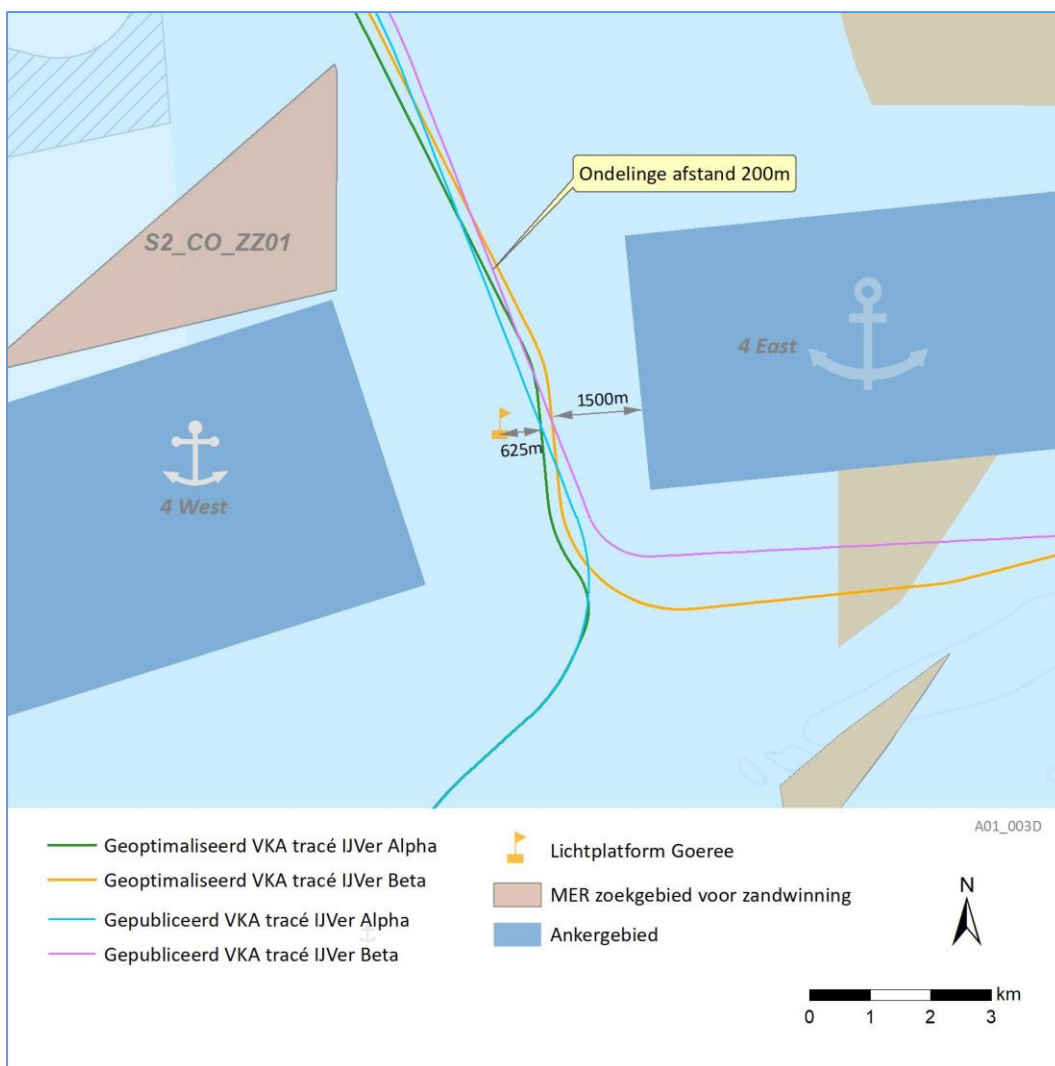 Ondelinge afstand 200m
S2_CO_ZZ01
4 East
1500m
625m
4 West
A01_003D
Geoptimaliseerd VKA tracé IJVer Alpha
Geoptimaliseerd VKA tracé IJVer Beta
Gepubliceerd VKA tracé IJVer Alpha
Gepubliceerd VKA tracé IJVer Beta
Lichtplatform Goeree
MER zoekgebied voor zandwinning
Ankergebied
N
km
0 1 2 3